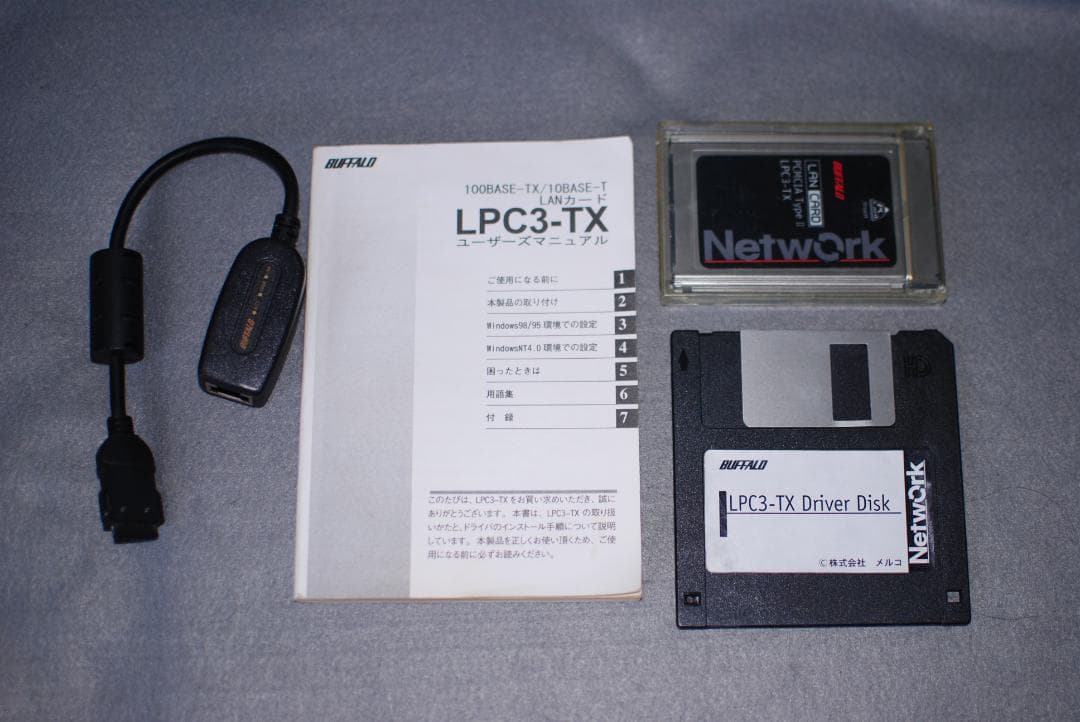 BUFFALO
BUFFALO
100BASE-TX/10BASE-T
LANカード
LPC3-TX
ユーザーズマニュアル
ご使用になる前に 1
本製品の取り付け 2
Windows98/95 環境での設定 3
WindowsNT4.0 環境での設定 4
困ったときは 5
用語集 6
付 録 7
このたびは、LPC3-TX をお買い求めいただき、誠に
ありがとうございます。本書は、LPC3-TX の取り扱
いかたと、ドライバのインストール手順について説明
しています。本製品を正しくお使い頂くため、ご使
用になる前に必ずお読みください。
BUFFALO
LAN CARD
PCMCIA Type II
LPC3-TX
Network
HD
BUFFALO
LPC3-TX Driver Disk
Network
©株式会社 メルコ